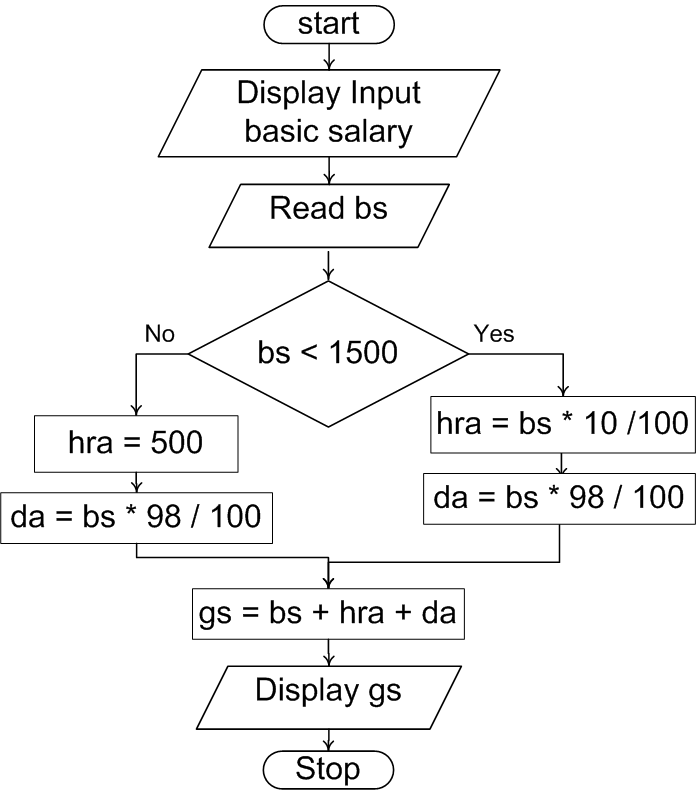 start
Display Input
basic salary
Read bs
No
Yes
bs < 1500
hra = 500
da = bs * 98 / 100
hra = bs * 10 /100
da = bs * 98 / 100
gs = bs + hra + da
Display gs
Stop